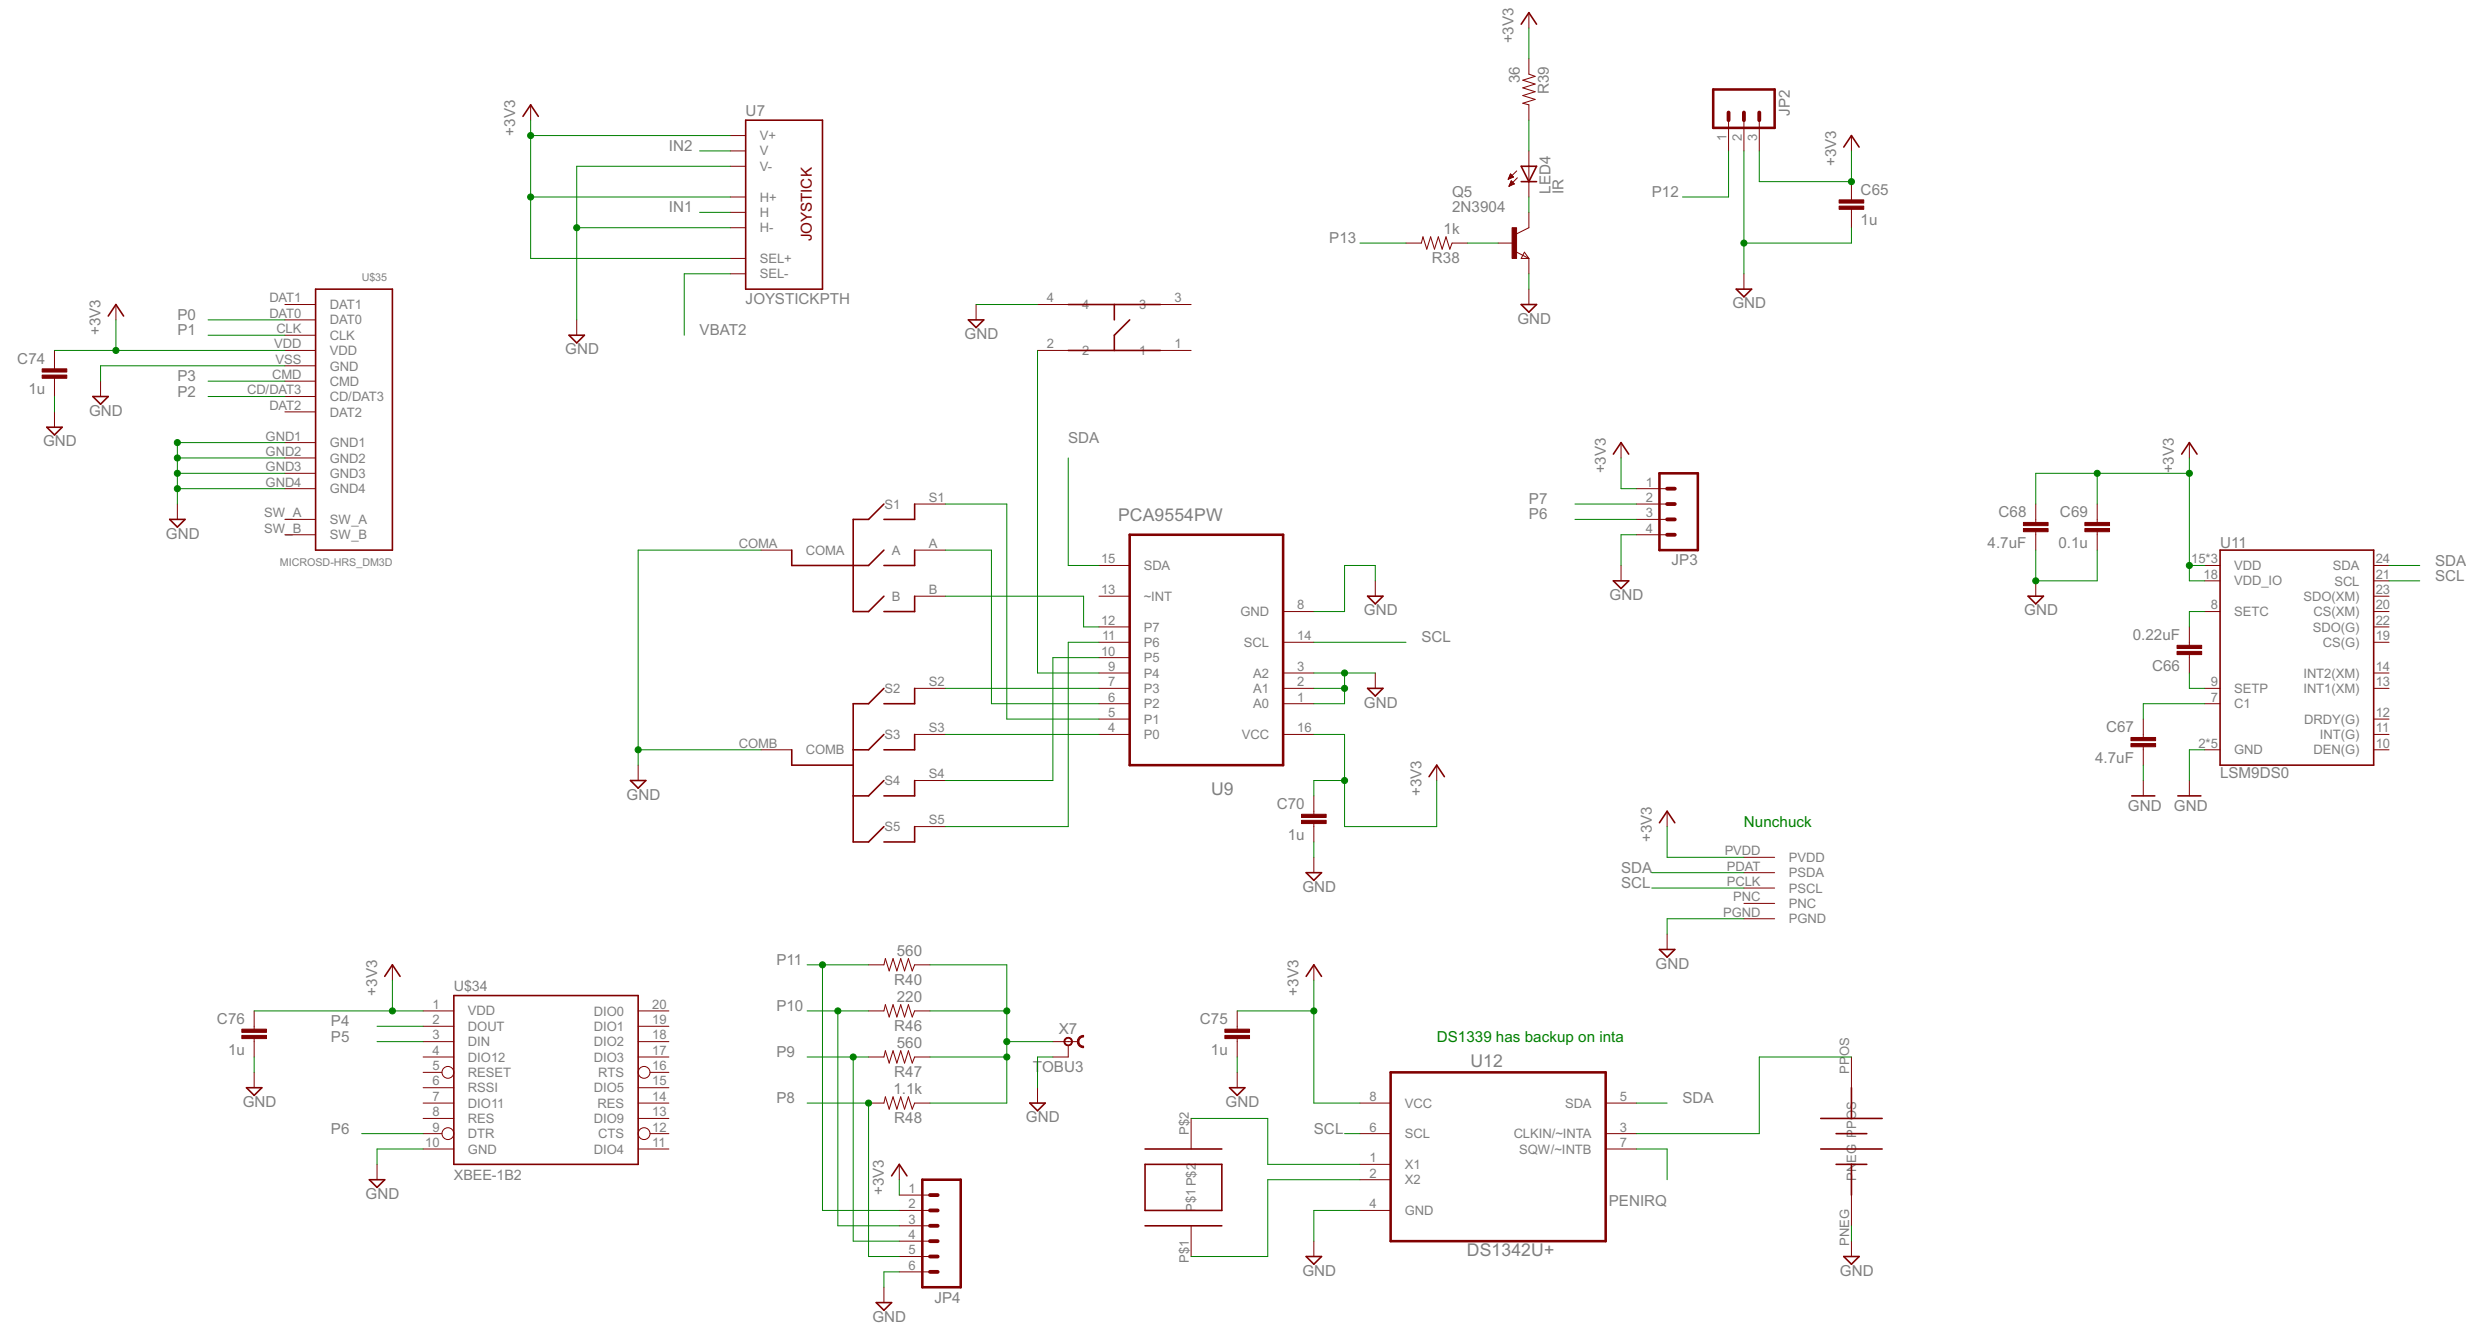 U$35
DAT1 DAT1
P0 DAT0 DAT0
P1 CLK CLK
+3V3 VDD VDD
VSS GND
P3 CMD CMD
P2 CD/DAT3 CD/DAT3
DAT2 DAT2
C74
1u
GND
GND
GND1 GND1
GND2 GND2
GND3 GND3
GND4 GND4
GND
SW_A SW_A
SW_B SW_B
MICROSD-HRS_DM3D
+3V3
U7
V+
IN2 V
V-
H+
IN1 H
H-
SEL+
SEL-
JOYSTICK
JOYSTICKPTH
VBAT2
GND
+3V3
36
R39
LED4
IR
Q5
2N3904
P13
1k
R38
GND
JP2
1 2 3
P12
+3V3
C65
1u
GND
4 4 3 3
GND
2 2 1 1
SDA
PCA9554PW
15 SDA
13 ~INT
12 P7
11 P6
10 P5
9 P4
7 P3
6 P2
5 P1
4 P0
GND 8
SCL 14
A2 3
A1 2
A0 1
VCC 16
U9
GND
SCL
GND
+3V3
C70
1u
GND
COMA COMA
S1 S1
A A
B B
COMB COMB
S2 S2
S3 S3
S4 S4
S5 S5
GND
+3V3
1
P7 2
P6 3
4
JP3
GND
+3V3
C68
4.7uF
C69
0.1u
GND
U11
15*3 VDD
18 VDD_IO
8 SETC
0.22uF
C66
9 SETP
7 C1
C67
4.7uF
2*5 GND
GND GND
SDA 24 SDA
SCL 21 SCL
SDO(XM) 23
CS(XM) 20
SDO(G) 22
CS(G) 19
INT2(XM) 14
INT1(XM) 13
DRDY(G) 12
INT(G) 11
DEN(G) 10
LSM9DS0
Nunchuck
+3V3
PVDD PVDD
SDA PDAT PSDA
SCL PCLK PSCL
PNC PNC
PGND PGND
GND
+3V3
C76
1u
GND
U$34
1 VDD DIO0 20
P4 2 DOUT DIO1 19
P5 3 DIN DIO2 18
4 DIO12 DIO3 17
5 RESET RTS 16
6 RSSI DIO5 15
7 DIO11 RES 14
8 RES DIO9 13
P6 9 DTR CTS 12
10 GND DIO4 11
XBEE-1B2
GND
P11 560
R40
P10 220
R46
P9 560
R47
P8 1.1k
R48
X7
TOBU3
GND
+3V3
1
2
3
4
5
6
JP4
GND
+3V3
C75
1u
GND
DS1339 has backup on inta
U12
8 VCC
SCL 6 SCL
1 X1
2 X2
4 GND
SDA 5 SDA
CLKIN/~INTA 3
SQW/~INTB 7
PENIRQ
DS1342U+
GND
P$2
P$1 P$2
P$1
PPOS
PNEG PPOS
PNEG
GND